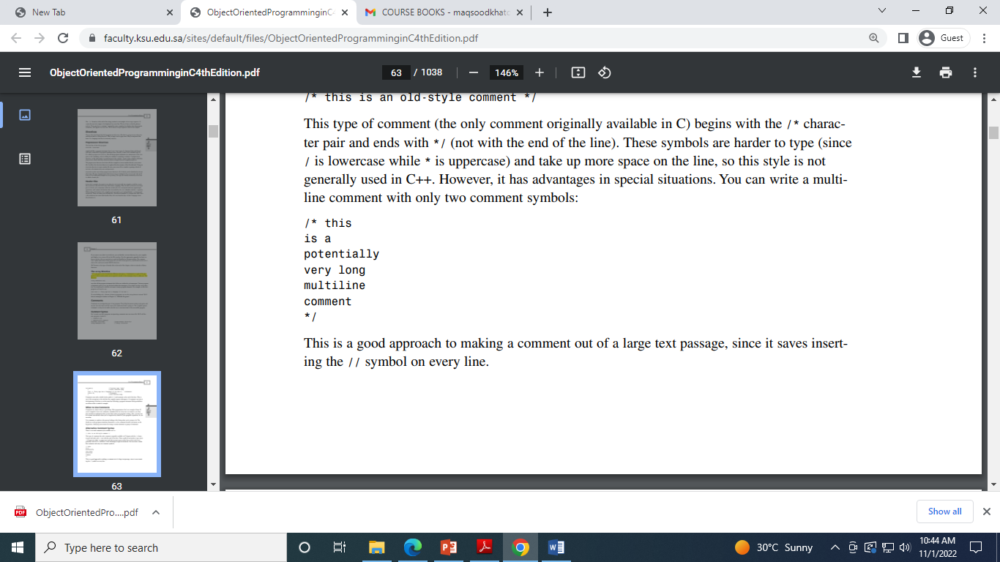 New Tab
ObjectOrientedProgramminginC
COURSE BOOKS - maqsoodkhat
faculty.ksu.edu.sa/sites/default/files/ObjectOrientedProgramminginC4thEdition.pdf
Guest
ObjectOrientedProgramminginC4thEdition.pdf
63 / 1038
146%
61
62
63
/* this is an old-style comment */
This type of comment (the only comment originally available in C) begins with the /* charac-
ter pair and ends with */ (not with the end of the line). These symbols are harder to type (since
/ is lowercase while * is uppercase) and take up more space on the line, so this style is not
generally used in C++. However, it has advantages in special situations. You can write a multi-
line comment with only two comment symbols:
/* this
is a
potentially
very long
multiline
comment
*/
This is a good approach to making a comment out of a large text passage, since it saves insert-
ing the // symbol on every line.
ObjectOrientedPro....pdf
Show all
Type here to search
30°C Sunny
10:44 AM
11/1/2022